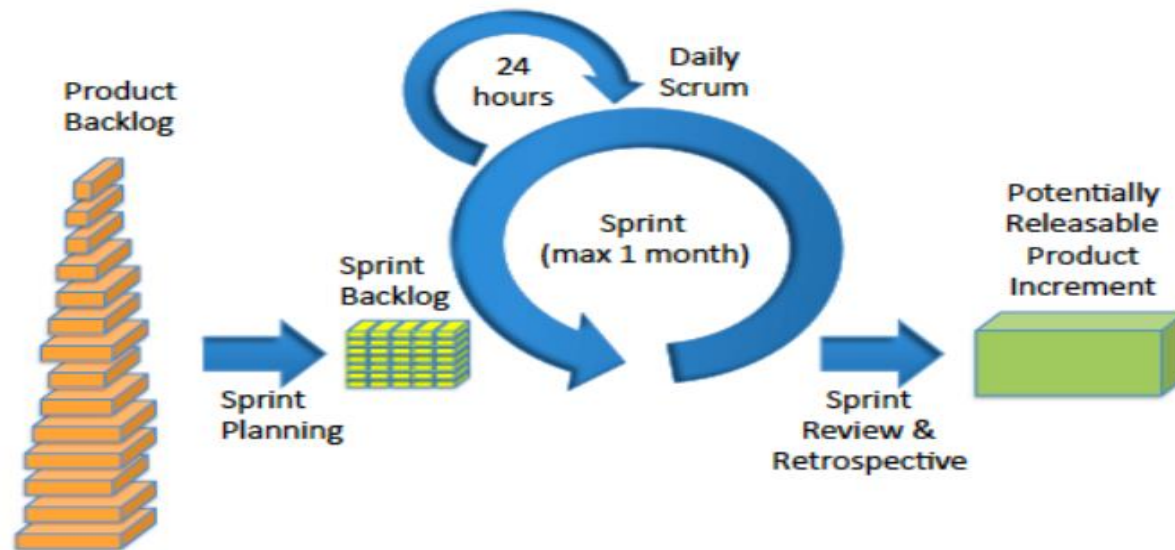 Product
Backlog
Sprint
Planning
Sprint
Backlog
24
hours
Daily
Scrum
Sprint
(max 1 month)
Sprint
Review &
Retrospective
Potentially
Releasable
Product
Increment